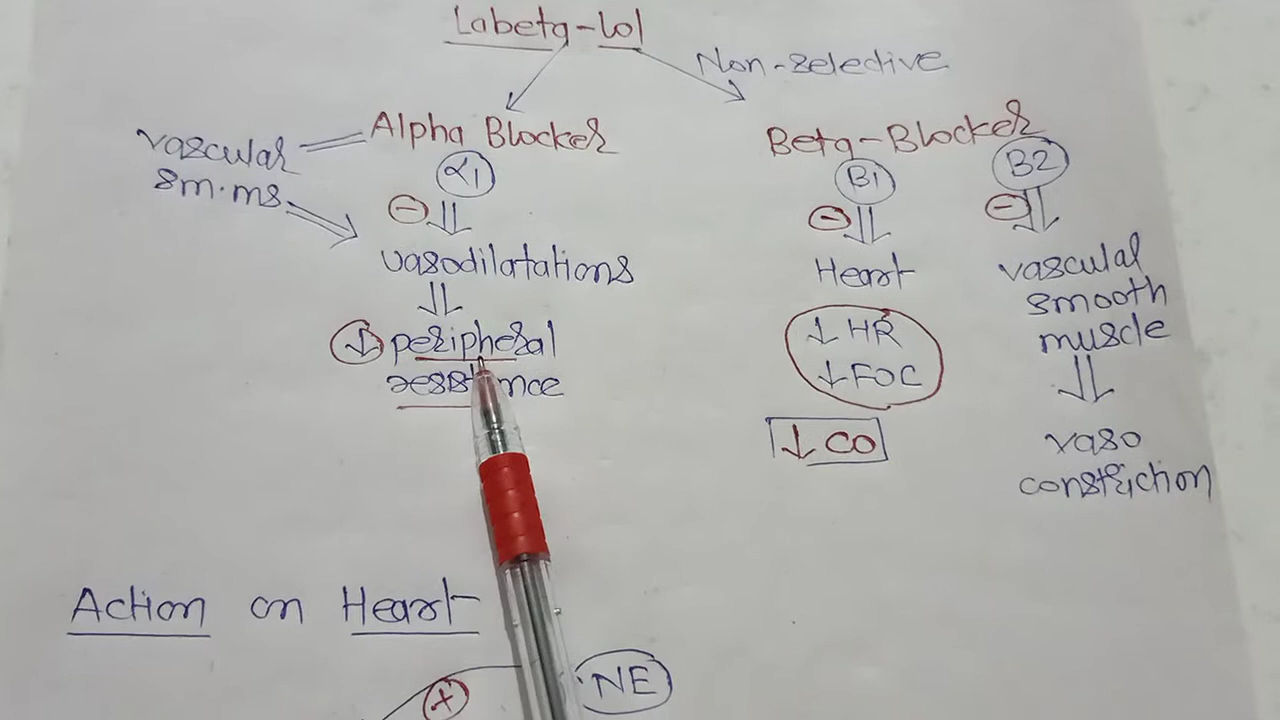 Labeta-lol
Non-selective
Alpha Blocker
Beta-Blocker
vascular
sm.ms
α1
B1
B2
vasodilatations
↓ peripheral
resistance
Heart
↓ HR
↓ FOC
↓ CO
vascular
smooth
muscle
vaso
constriction
Action on Heart
+
NE